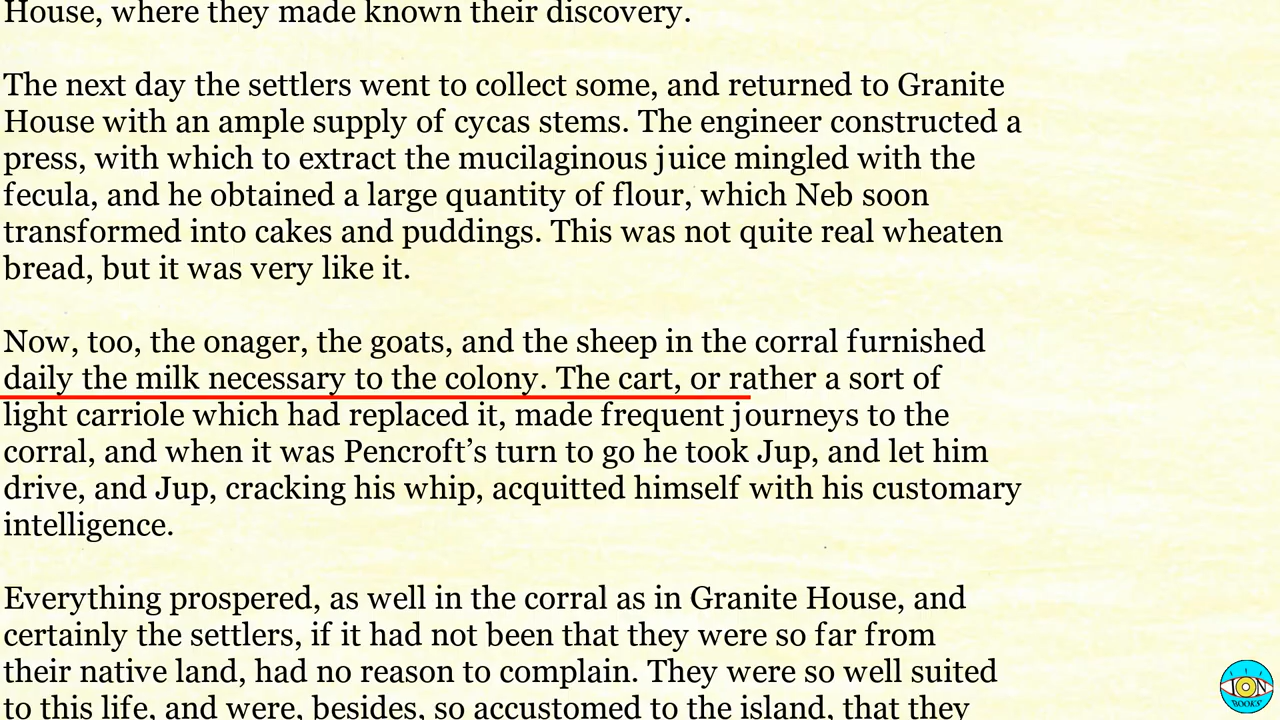 House, where they made known their discovery.
The next day the settlers went to collect some, and returned to Granite
House with an ample supply of cycas stems. The engineer constructed a
press, with which to extract the mucilaginous juice mingled with the
fecula, and he obtained a large quantity of flour, which Neb soon
transformed into cakes and puddings. This was not quite real wheaten
bread, but it was very like it.
Now, too, the onager, the goats, and the sheep in the corral furnished
daily the milk necessary to the colony. The cart, or rather a sort of
light carriole which had replaced it, made frequent journeys to the
corral, and when it was Pencroft’s turn to go he took Jup, and let him
drive, and Jup, cracking his whip, acquitted himself with his customary
intelligence.
Everything prospered, as well in the corral as in Granite House, and
certainly the settlers, if it had not been that they were so far from
their native land, had no reason to complain. They were so well suited
to this life, and were, besides, so accustomed to the island, that they
ION
BOOKS